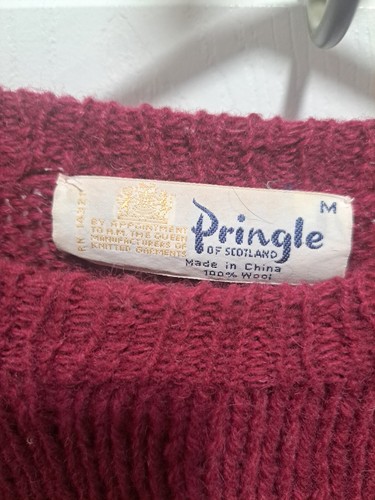 M
BY APPOINTMENT
TO H.M. THE QUEEN
MANUFACTURERS OF
KNITTED GARMENTS
Pringle
OF SCOTLAND
Made in China
100% Wool